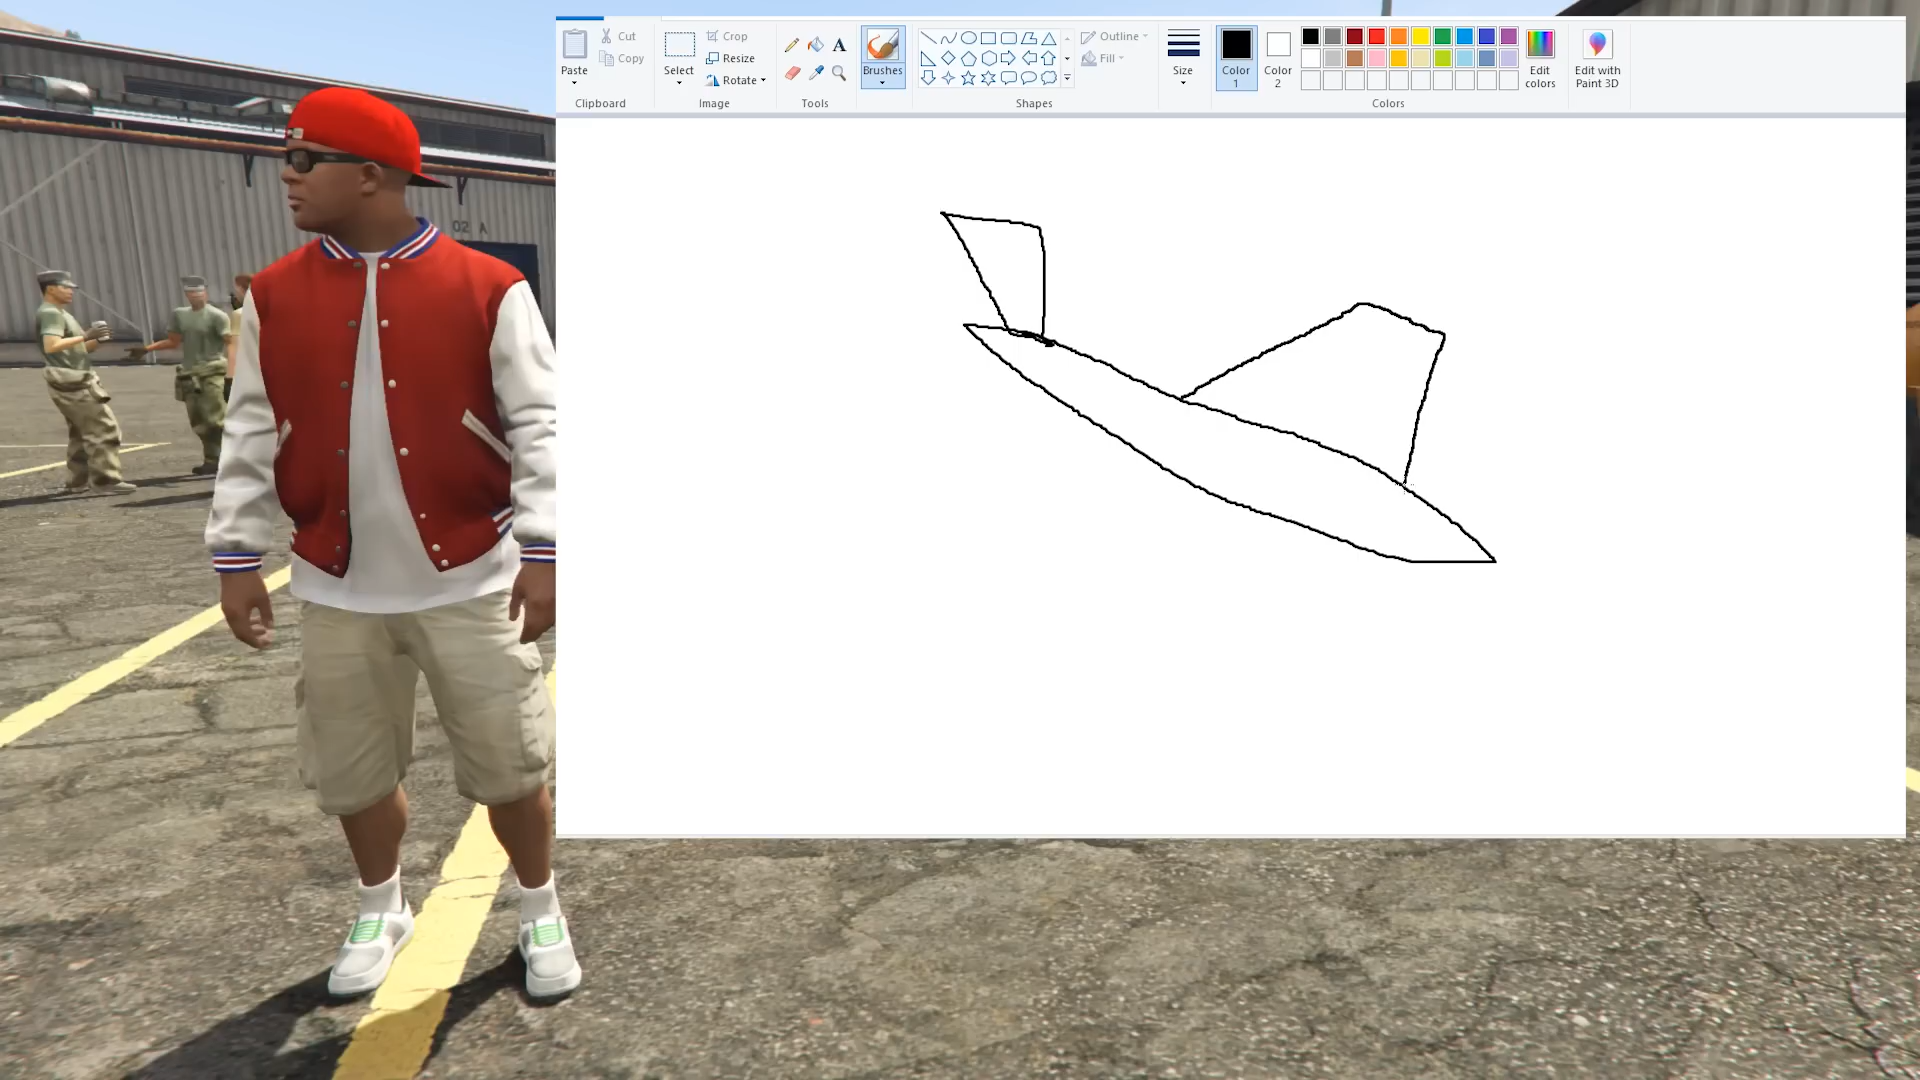 Cut
Copy
Paste
Clipboard
Crop
Resize
Rotate
Select
Image
A
Tools
Brushes
Shapes
Outline
Fill
Size
Color
1
Color
2
Edit
colors
Colors
Edit with
Paint 3D
02 A